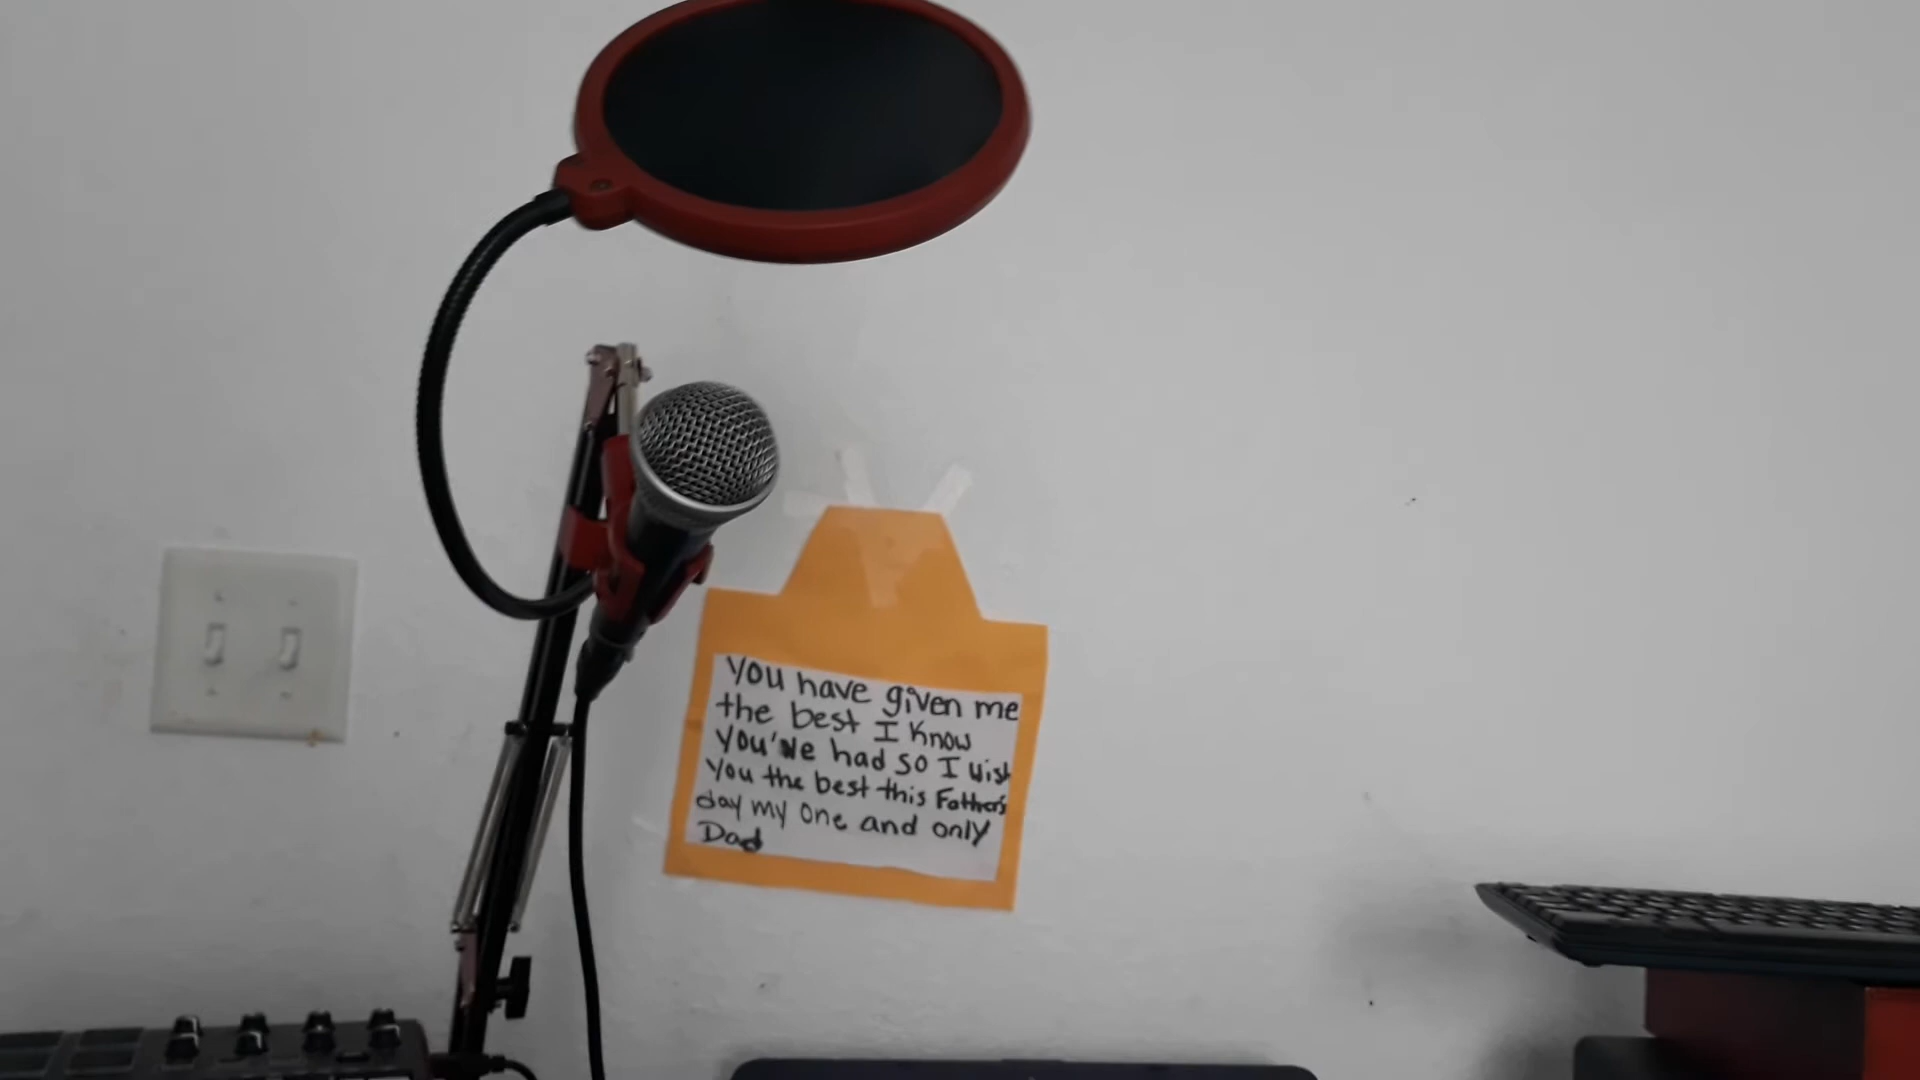 You have given me
the best I know
you've had so I wish
you the best this Father's
day my one and only
Dad